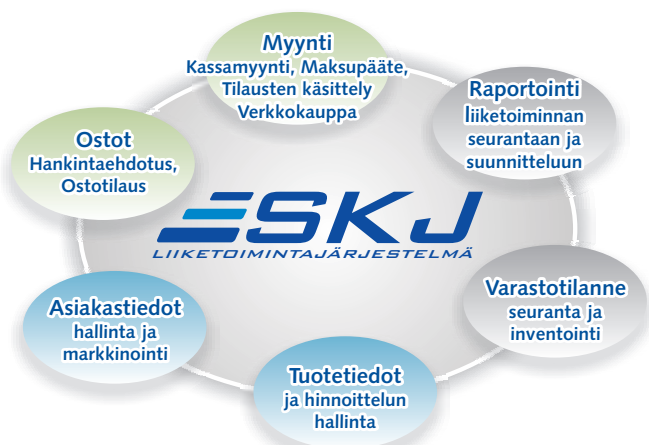 Myynti
Kassamyynti, Maksupääte,
Tilausten käsittely
Verkkokauppa
Raportointi
liiketoiminnan
seurantaan ja
suunnitteluun
Ostot
Hankintaehdotus,
Ostotilaus
ESKJ
LIIKETOIMINTAJÄRJESTELMÄ
Varastotilanne
seuranta ja
inventointi
Asiakastiedot
hallinta ja
markkinointi
Tuotetiedot
ja hinnoittelun
hallinta